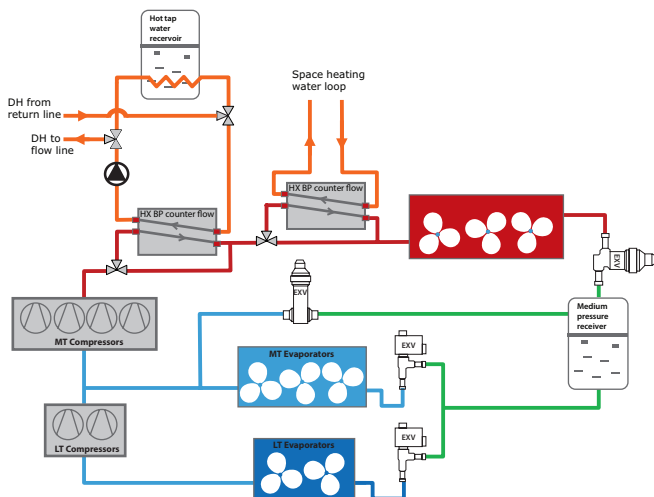 Hot tap
water
recervoir
Space heating
water loop
DH from
return line
DH to
flow line
HX BP counter flow
HX BP counter flow
EXV
EXV
Medium
pressure
receiver
MT Compressors
MT Evaporators
EXV
LT Compressors
LT Evaporators
EXV